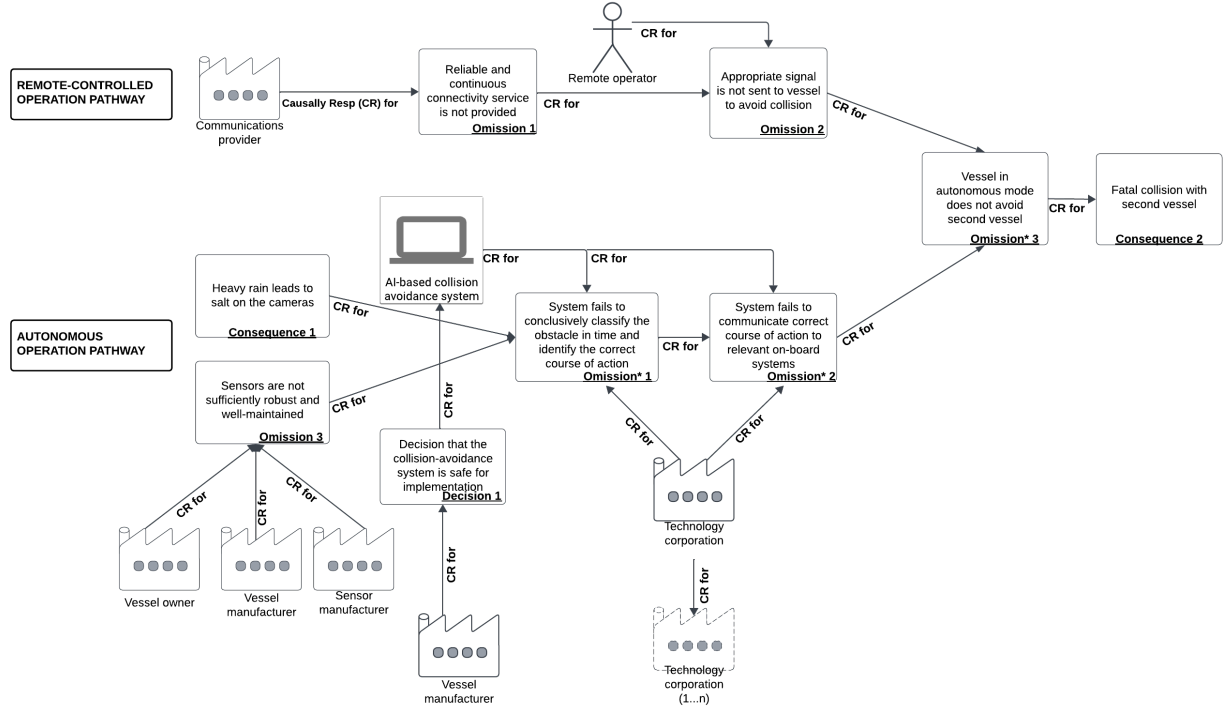 REMOTE-CONTROLLED
OPERATION PATHWAY
Communications
provider
Causally Resp (CR) for
Reliable and
continuous
connectivity service
is not provided
Omission 1
CR for
Remote operator
CR for
Appropriate signal
is not sent to vessel
to avoid collision
Omission 2
CR for
Vessel in
autonomous mode
does not avoid
second vessel
Omission* 3
CR for
Fatal collision with
second vessel
Consequence 2
AUTONOMOUS
OPERATION PATHWAY
Heavy rain leads to
salt on the cameras
Consequence 1
CR for
AI-based collision
avoidance system
CR for
CR for
System fails to
conclusively classify the
obstacle in time and
identify the correct
course of action
Omission* 1
CR for
System fails to
communicate correct
course of action to
relevant on-board
systems
Omission* 2
CR for
Sensors are not
sufficiently robust and
well-maintained
Omission 3
CR for
CR for
Decision that the
collision-avoidance
system is safe for
implementation
Decision 1
CR for
CR for
CR for
CR for
CR for
CR for
Vessel owner
Vessel
manufacturer
Sensor
manufacturer
Technology
corporation
CR for
Vessel
manufacturer
Technology
corporation
(1...n)